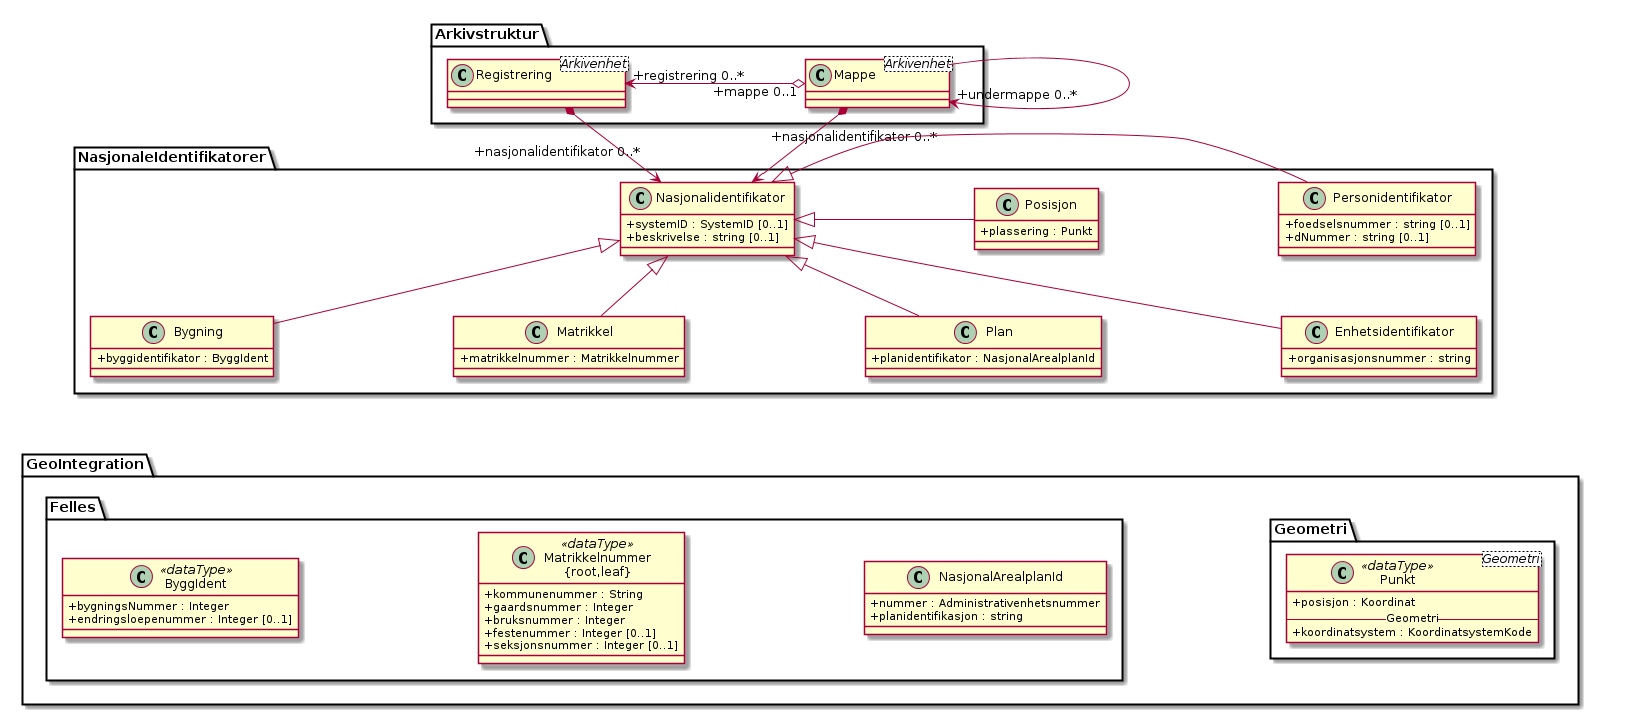 Arkivstruktur
C Registrering
Arkivenhet
C Mappe
Arkivenhet
+registrering 0..*
+mappe 0..1
+undermappe 0..*
+nasjonalidentifikator 0..*
+nasjonalidentifikator 0..*
NasjonaleIdentifikatorer
C Nasjonalidentifikator
+systemID : SystemID [0..1]
+beskrivelse : string [0..1]
C Posisjon
+plassering : Punkt
C Personidentifikator
+foedselsnummer : string [0..1]
+dNummer : string [0..1]
C Bygning
+byggidentifikator : ByggIdent
C Matrikkel
+matrikkelnummer : Matrikkelnummer
C Plan
+planidentifikator : NasjonalArealplanId
C Enhetsidentifikator
+organisasjonsnummer : string
GeoIntegration
Felles
C «dataType»
ByggIdent
+bygningsNummer : Integer
+endringsloepenummer : Integer [0..1]
C «dataType»
Matrikkelnummer
{root,leaf}
+kommunenummer : String
+gaardsnummer : Integer
+bruksnummer : Integer
+festenummer : Integer [0..1]
+seksjonsnummer : Integer [0..1]
C NasjonalArealplanId
+nummer : Administrativenhetsnummer
+planidentifikasjon : string
Geometri
C «dataType»
Punkt
Geometri
+posisjon : Koordinat
Geometri
+koordinatsystem : KoordinatsystemKode